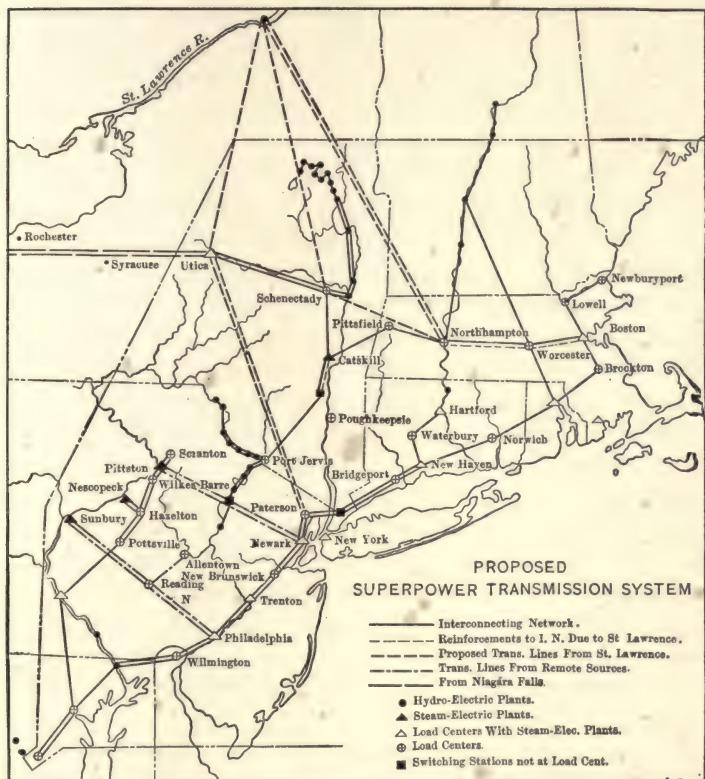 St. Lawrence R.
Rochester
Syracuse
Utica
Schenectady
Newburyport
Lowell
Pittsfield
Northampton
Boston
Worcester
Catskill
Brockton
Poughkeepsie
Hartford
Waterbury
Norwich
Scranton
Port Jervis
Pittston
Bridgeport
New Haven
Wilkes-Barre
Nescopeck
Paterson
Sunbury
Hazelton
Newark
New York
Pottsville
Allentown
New Brunswick
Reading
N
Trenton
Philadelphia
Wilmington
PROPOSED
SUPERPOWER TRANSMISSION SYSTEM
Interconnecting Network.
Reinforcements to I. N. Due to St Lawrence.
Proposed Trans. Lines From St. Lawrence.
Trans. Lines From Remote Sources.
From Niagara Falls.
Hydro-Electric Plants.
Steam-Electric Plants.
Load Centers With Steam-Elec. Plants.
Load Centers.
Switching Stations not at Load Cent.